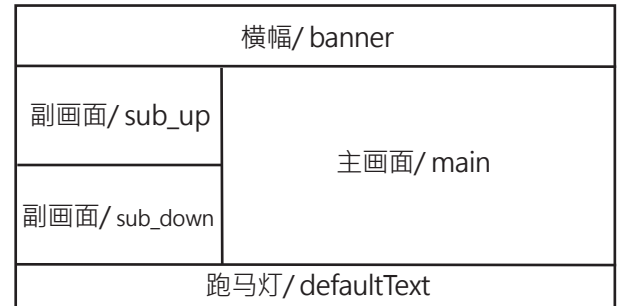 横幅/ banner
副画面/ sub_up
主画面/ main
副画面/ sub_down
跑马灯/ defaultText